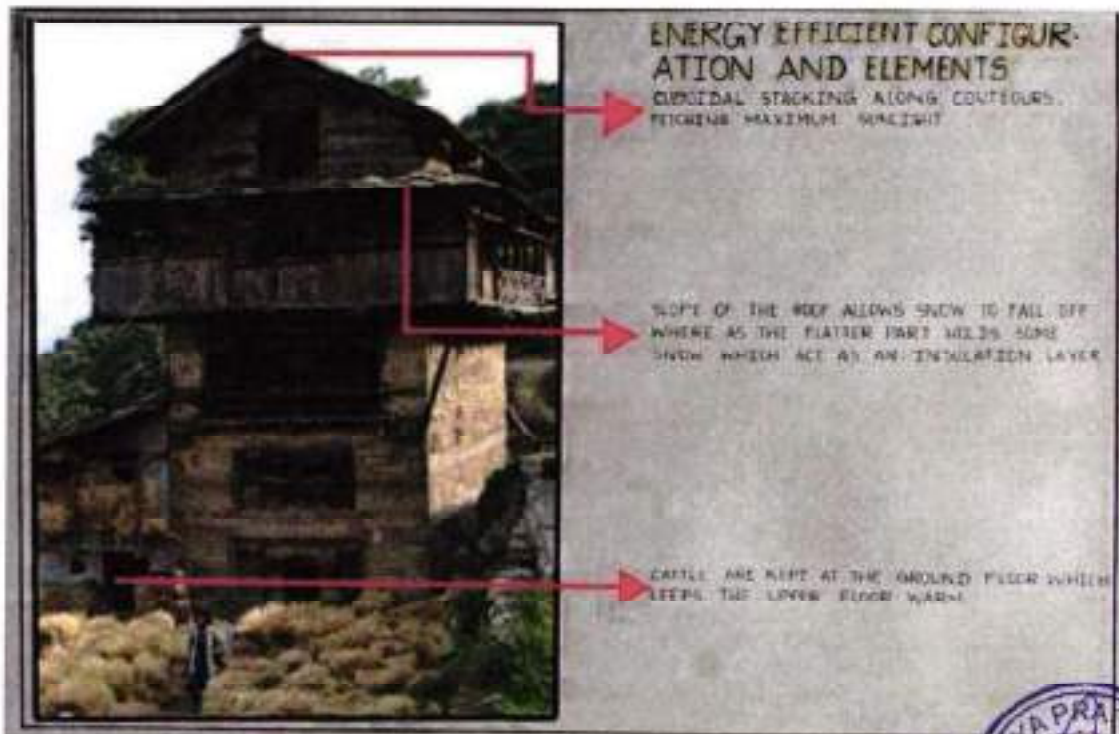 ENERGY EFFICIENT CONFIGUR-
ATION AND ELEMENTS
CUBOIDAL STACKING ALONG CONTOURS.
FETCHING MAXIMUM SUNLIGHT
SLOPE OF THE ROOF ALLOWS SNOW TO FALL OFF
WHERE AS THE FLATTER PART HOLDS SOME
SNOW WHICH ACT AS AN INSULATION LAYER
CATTLE ARE KEPT AT THE GROUND FLOOR WHICH
KEEPS THE UPPER FLOOR WARM